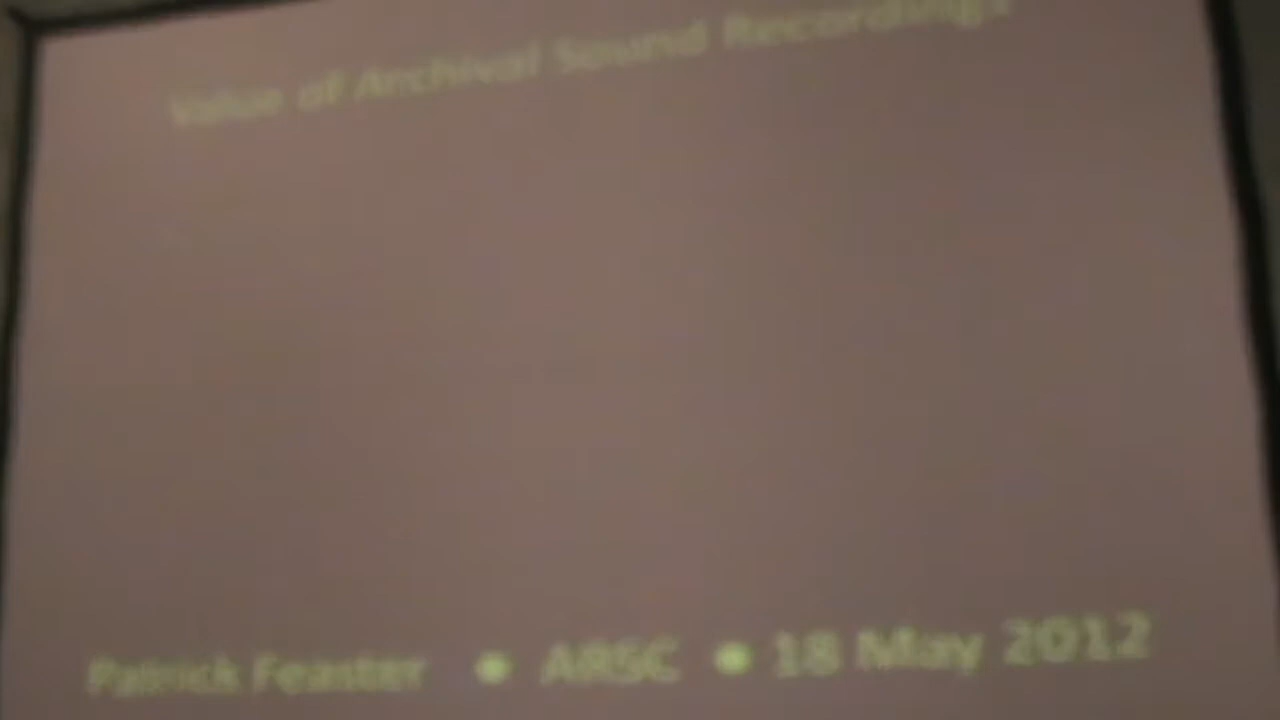 Value of Archival Sound Recordings
Patrick Feaster • ARSC • 18 May 2012